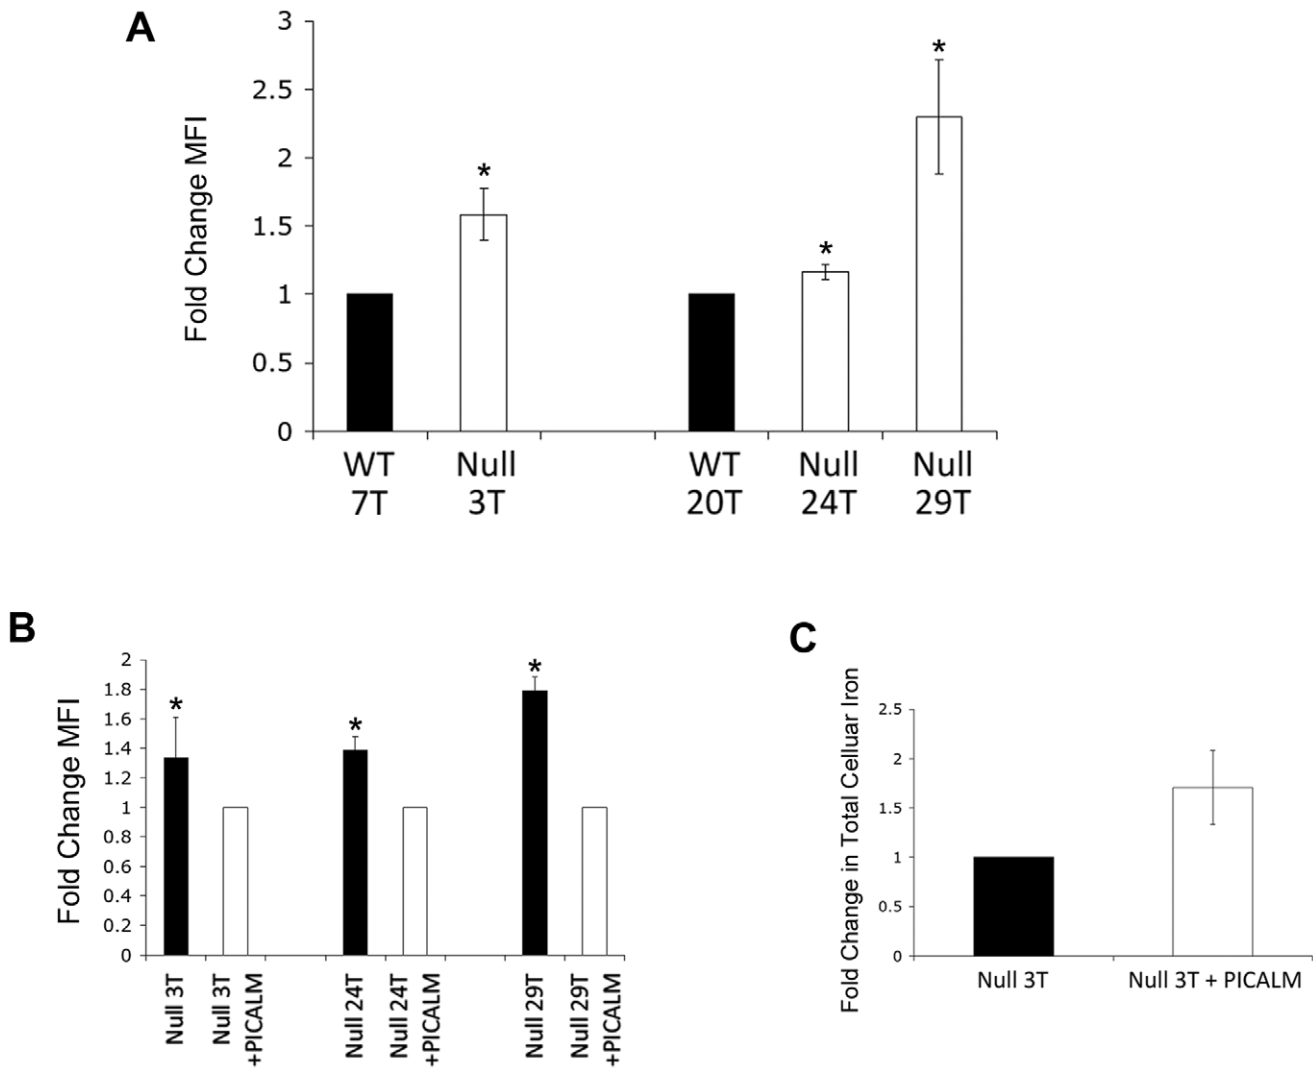 A
Fold Change MFI
3
2.5
2
1.5
1
0.5
0
*
*
*
WT
7T
Null
3T
WT
20T
Null
24T
Null
29T
B
Fold Change MFI
2
1.8
1.6
1.4
1.2
1
0.8
0.6
0.4
0.2
0
*
*
*
Null 3T
Null 3T
+PICALM
Null 24T
Null 24T
+PICALM
Null 29T
Null 29T
+PICALM
C
Fold Change in Total Celluar Iron
2.5
2
1.5
1
0.5
0
Null 3T
Null 3T + PICALM